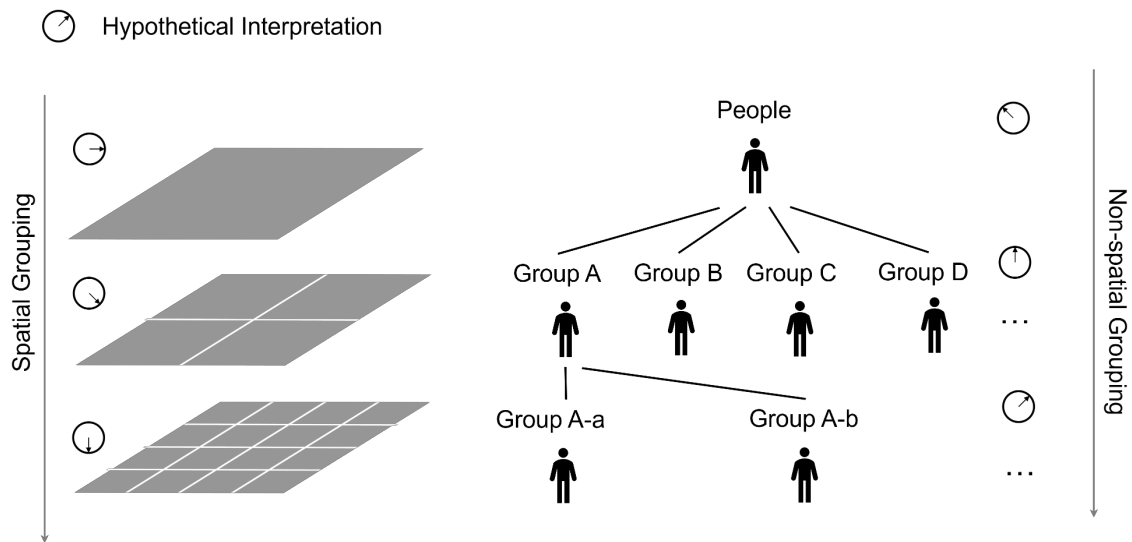 Hypothetical Interpretation
Spatial Grouping
People
Group A
Group B
Group C
Group D
...
Group A-a
Group A-b
...
Non-spatial Grouping